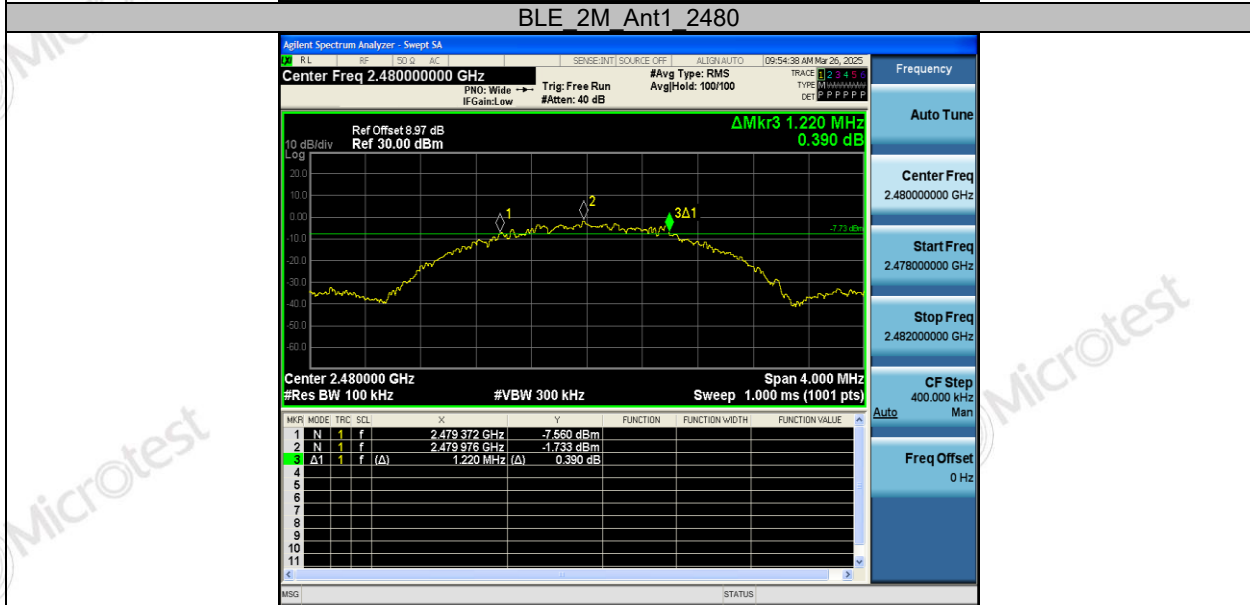 BLE_2M_Ant1_2480
Agilent Spectrum Analyzer - Swept SA
RL RF 50 Ω AC SENSE:INT SOURCE OFF ALIGN AUTO 09:54:38 AM Mar 26, 2025
Center Freq 2.480000000 GHz
PNO: Wide
IFGain:Low
Trig: Free Run
#Atten: 40 dB
#Avg Type: RMS
Avg|Hold: 100/100
TRACE 1 2 3 4 5 6
TYPE M
DET P P P P P P
ΔMkr3 1.220 MHz
0.390 dB
Ref Offset 8.97 dB
10 dB/div Ref 30.00 dBm
Log
20.0
10.0
0.00
-10.0
-20.0
-30.0
-40.0
-50.0
-60.0
1
2
3Δ1
-7.73 dBm
Center 2.480000 GHz Span 4.000 MHz
#Res BW 100 kHz #VBW 300 kHz Sweep 1.000 ms (1001 pts)
MKR MODE TRC SCL X Y FUNCTION FUNCTION WIDTH FUNCTION VALUE
1 N 1 f 2.479 372 GHz -7.560 dBm
2 N 1 f 2.479 976 GHz -1.733 dBm
3 Δ1 1 f (Δ) 1.220 MHz (Δ) 0.390 dB
4
5
6
7
8
9
10
11
MSG STATUS
Frequency
Auto Tune
Center Freq
2.480000000 GHz
Start Freq
2.478000000 GHz
Stop Freq
2.482000000 GHz
CF Step
400.000 kHz
Auto Man
Freq Offset
0 Hz
Microtest
Microtest